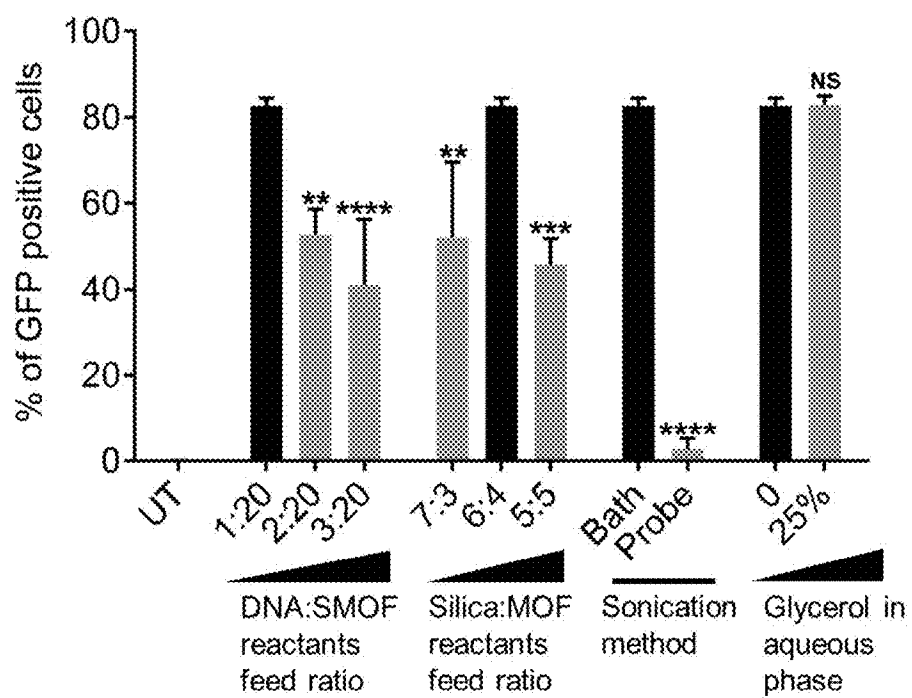 % of GFP positive cells
100
80
60
40
20
0
** **** ** *** **** NS
UT 1:20 2:20 3:20 7:3 6:4 5:5 Bath Probe 0 25%
DNA:SMOF
reactants
feed ratio
Silica:MOF
reactants
feed ratio
Sonication
method
Glycerol in
aqueous
phase